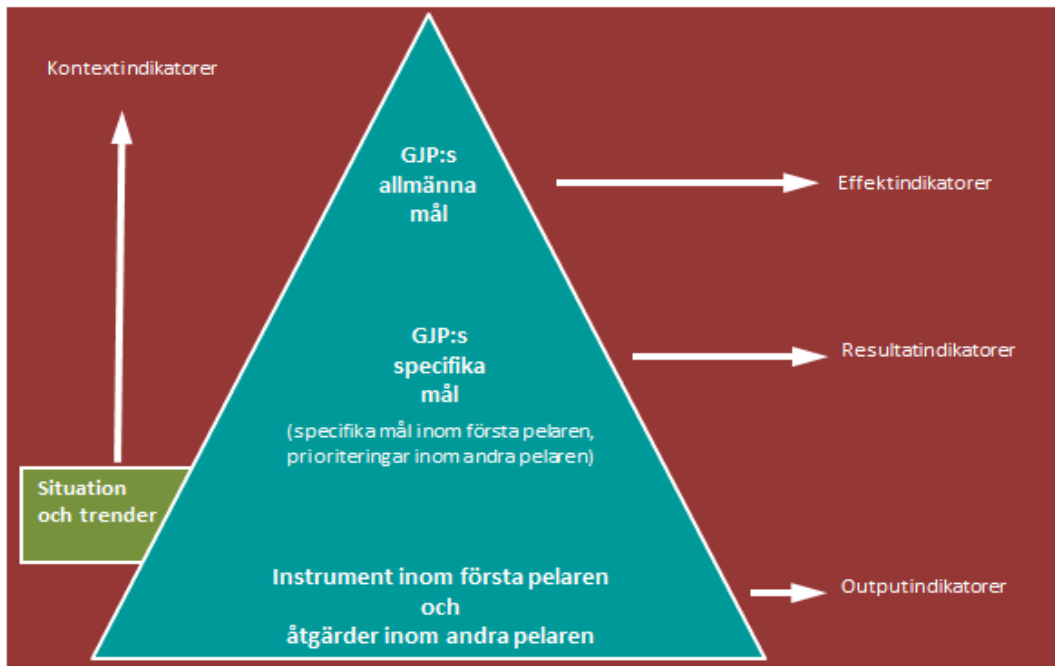 Kontextindikatorer
GJP:s
allmänna
mål
Effektindikatorer
GJP:s
specifika
mål
(specifika mål inom första pelaren,
prioriteringar inom andra pelaren)
Resultatindikatorer
Situation
och trender
Instrument inom första pelaren
och
åtgärder inom andra pelaren
Outputindikatorer